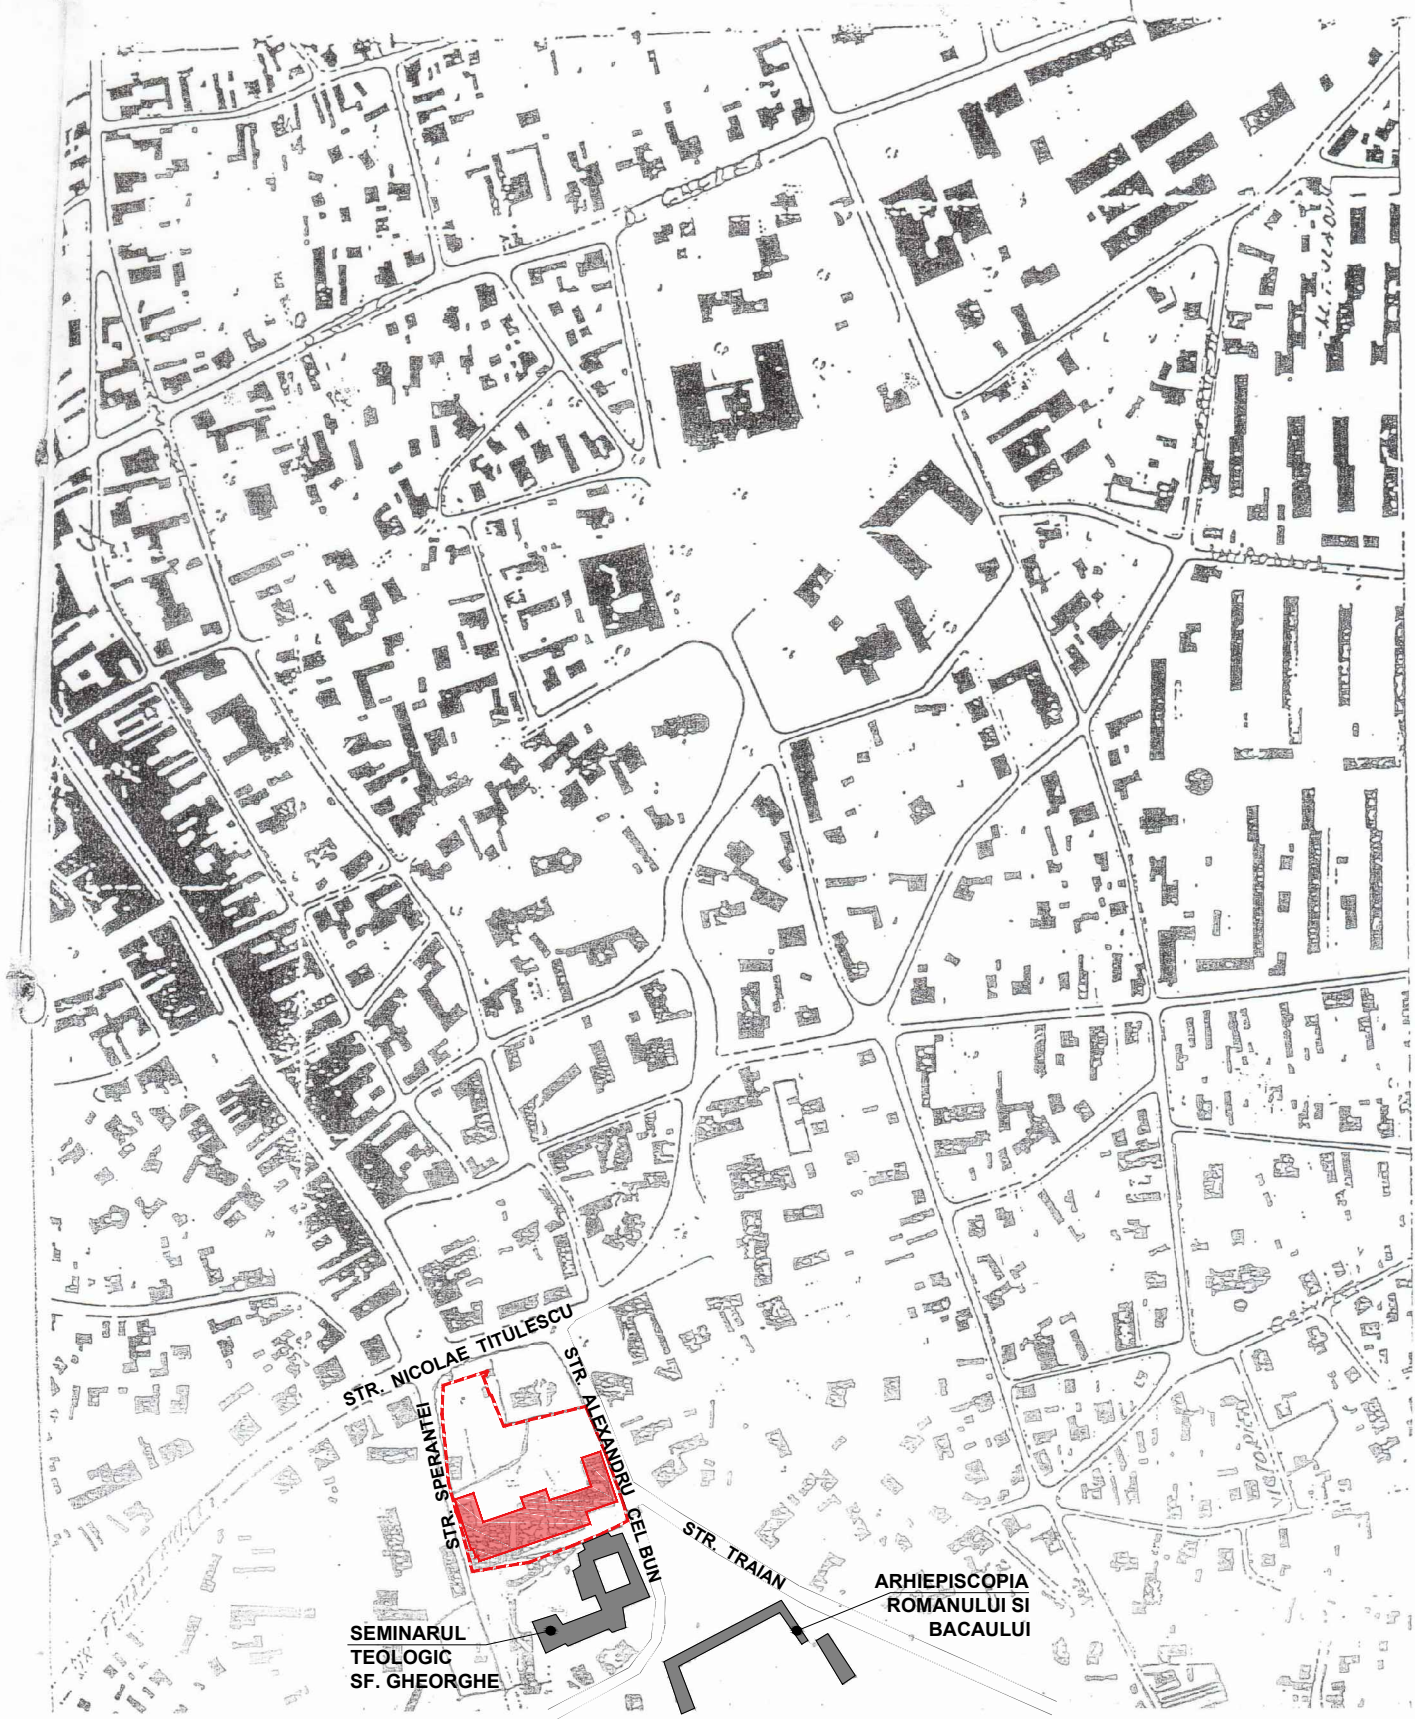 STR. NICOLAE TITULESCU
STR. SPERANTEI
STR. ALEXANDRU CEL BUN
STR. TRAIAN
ARHIEPISCOPIA
ROMANULUI SI
BACAULUI
SEMINARUL
TEOLOGIC
SF. GHEORGHE